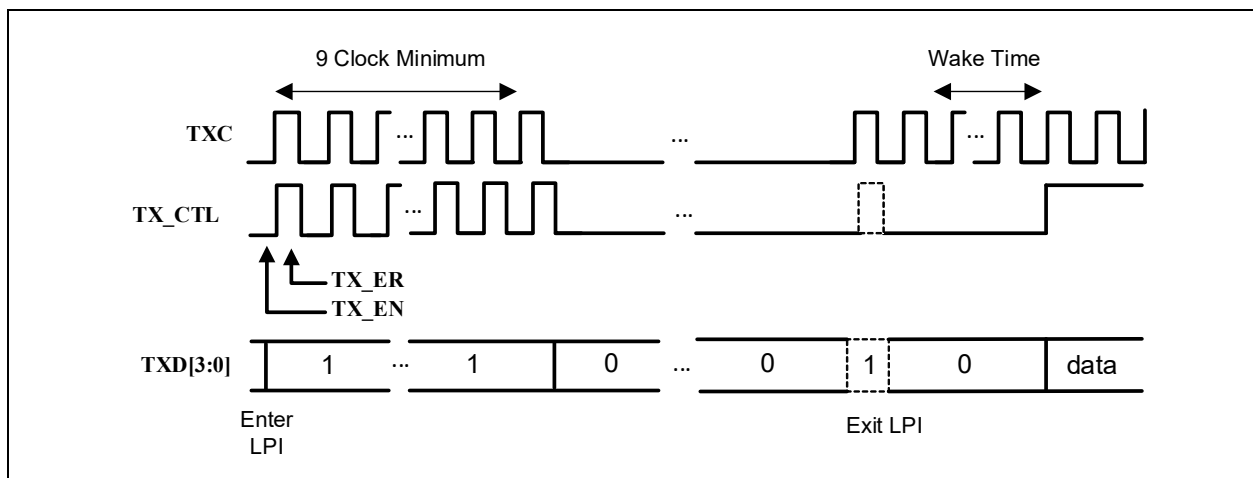 9 Clock Minimum
Wake Time
TXC
...
...
...
TX_CTL
...
...
TX_ER
TX_EN
TXD[3:0]
1
...
1
0
...
0
1
0
data
Enter
LPI
Exit LPI